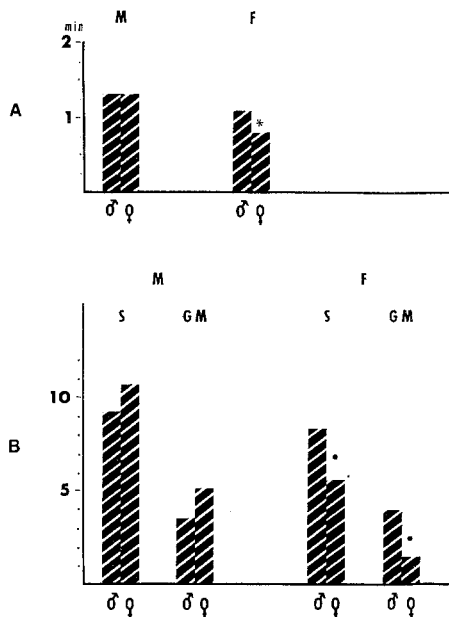 min
M F
2
A
1
*
♂ ♀ ♂ ♀
M F
S GM S GM
10
B
5
♂ ♀ ♂ ♀ ♂ ♀ ♂ ♀